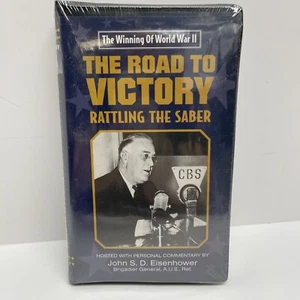 The Winning Of World War II
THE ROAD TO
VICTORY
RATTLING THE SABER
CBS
HOSTED WITH PERSONAL COMMENTARY BY
John S. D. Eisenhower
Brigadier General, A.U.S., Ret.